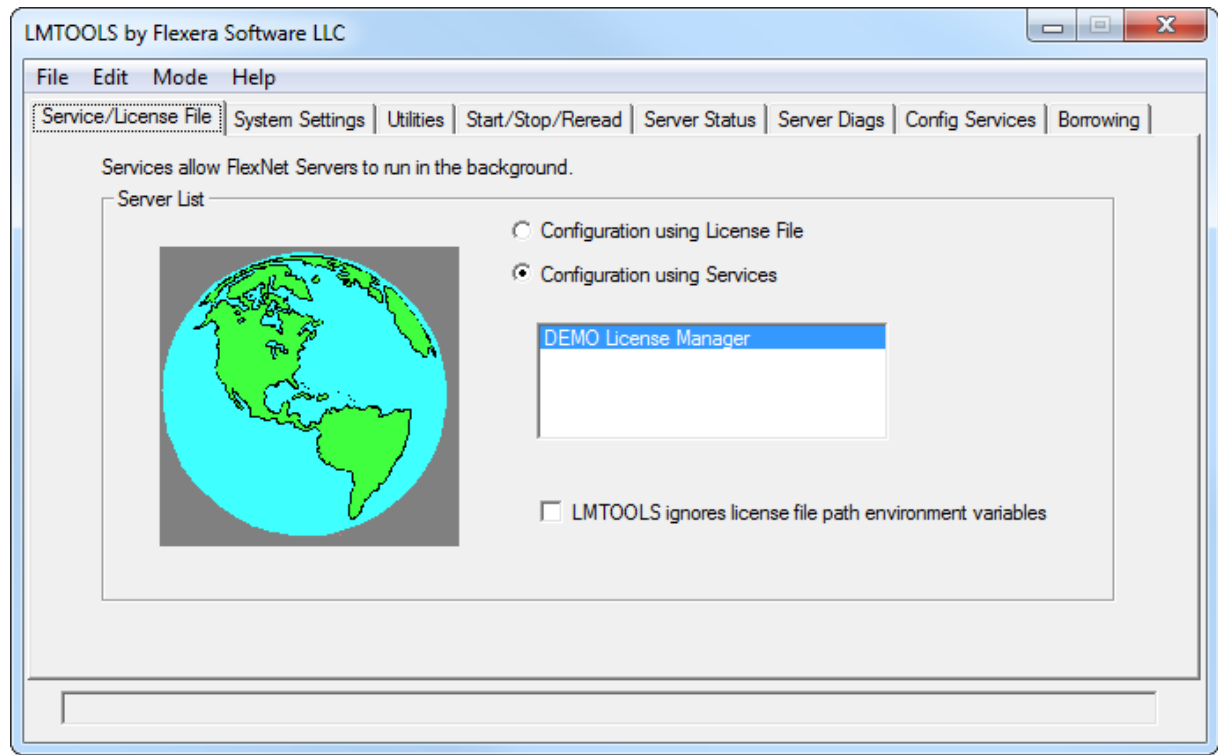 LMTOOLS by Flexera Software LLC
File Edit Mode Help
Service/License File System Settings Utilities Start/Stop/Reread Server Status Server Diags Config Services Borrowing
Services allow FlexNet Servers to run in the background.
Server List
Configuration using License File
Configuration using Services
DEMO License Manager
LMTOOLS ignores license file path environment variables